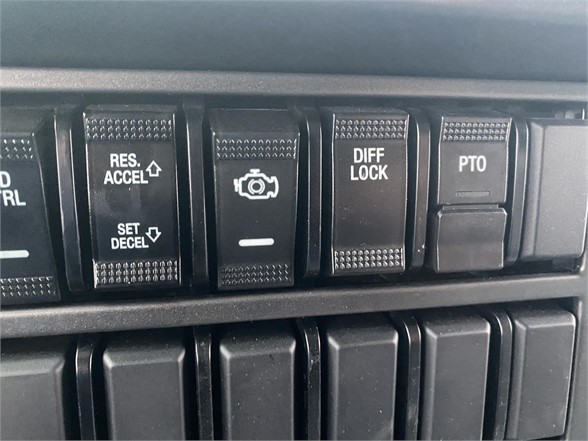 RES.
ACCEL
SET
DECEL
DIFF
LOCK
PTO